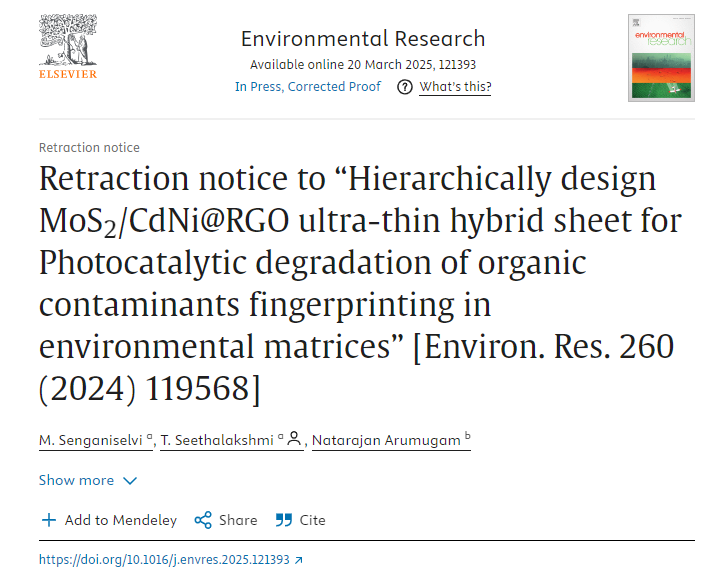 ELSEVIER
Environmental Research
Available online 20 March 2025, 121393
In Press, Corrected Proof What's this?
environmental
research
Retraction notice
Retraction notice to “Hierarchically design
MoS₂/CdNi@RGO ultra-thin hybrid sheet for
Photocatalytic degradation of organic
contaminants fingerprinting in
environmental matrices” [Environ. Res. 260
(2024) 119568]
M. Senganiselvi ᵃ, T. Seethalakshmi ᵃ, Natarajan Arumugam ᵇ
Show more
Add to Mendeley Share Cite
https://doi.org/10.1016/j.envres.2025.121393